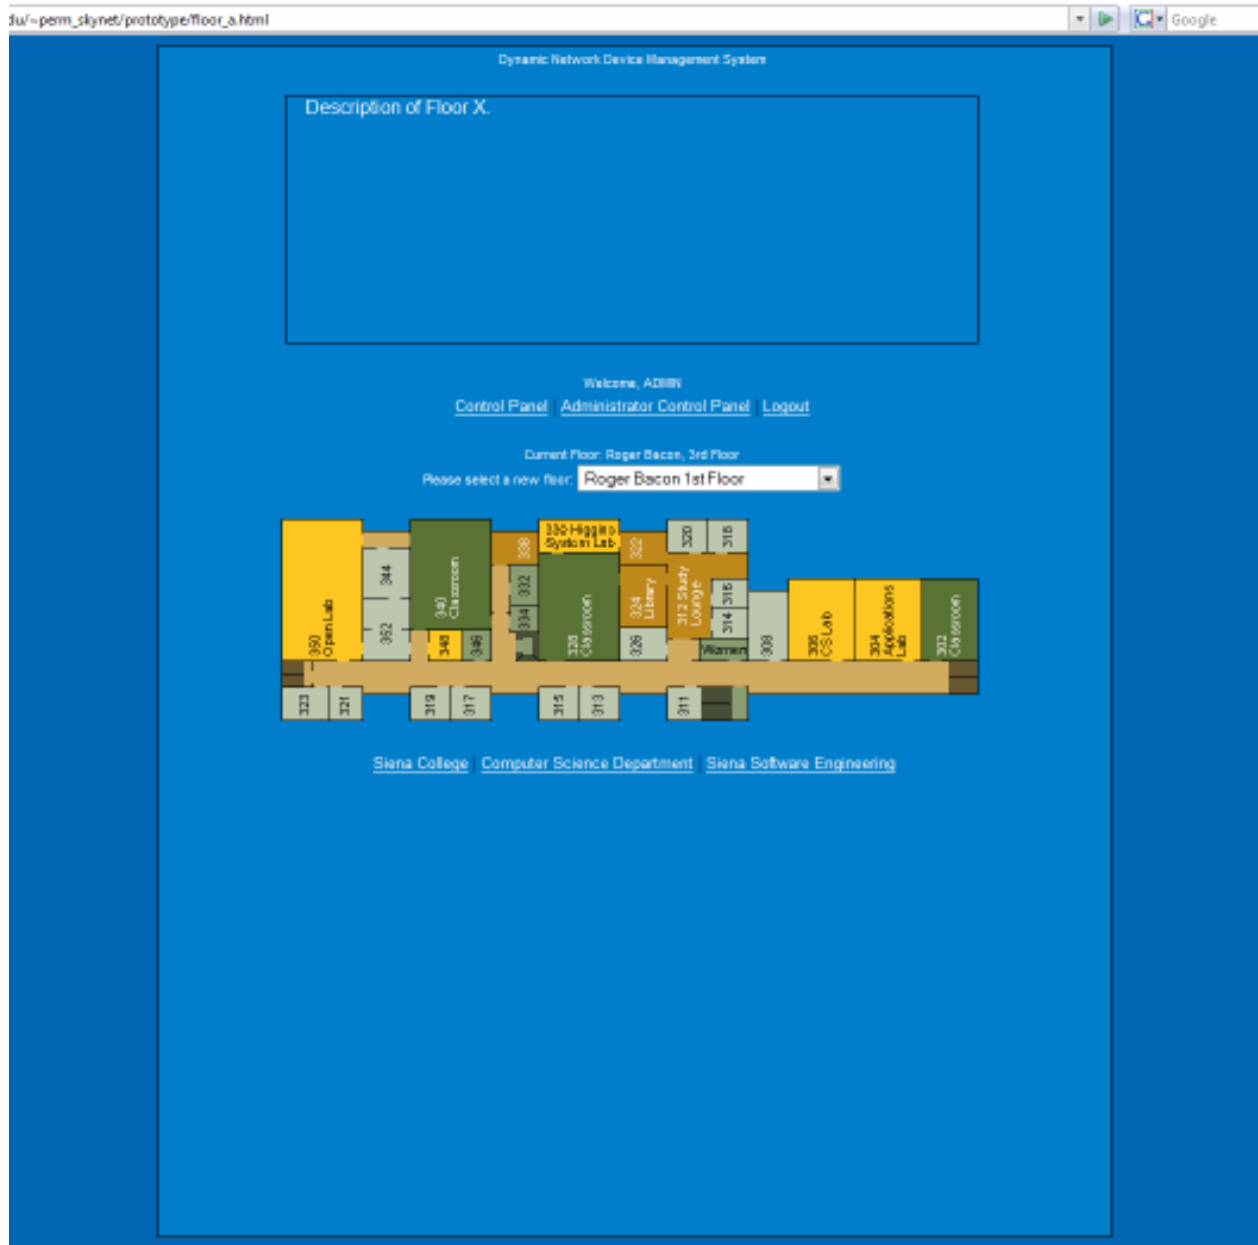 du/~perm_skynet/prototype/floor_a.html
Google
Dynamic Network Device Management System
Description of Floor X.
Welcome, ADMIN
Control Panel | Administrator Control Panel | Logout
Current Floor: Roger Bacon, 3rd Floor
Please select a new floor: Roger Bacon 1st Floor
350
Open Lab
344
352
340
Classroom
348
346
338
332
334
330 Higgins
System Lab
328
Classroom
322
324
Library
326
312 Study
Lounge
320
318
316
314
Women
308
306
CS Lab
304
Applications
Lab
302
Classroom
323
321
319
317
315
313
311
Siena College | Computer Science Department | Siena Software Engineering